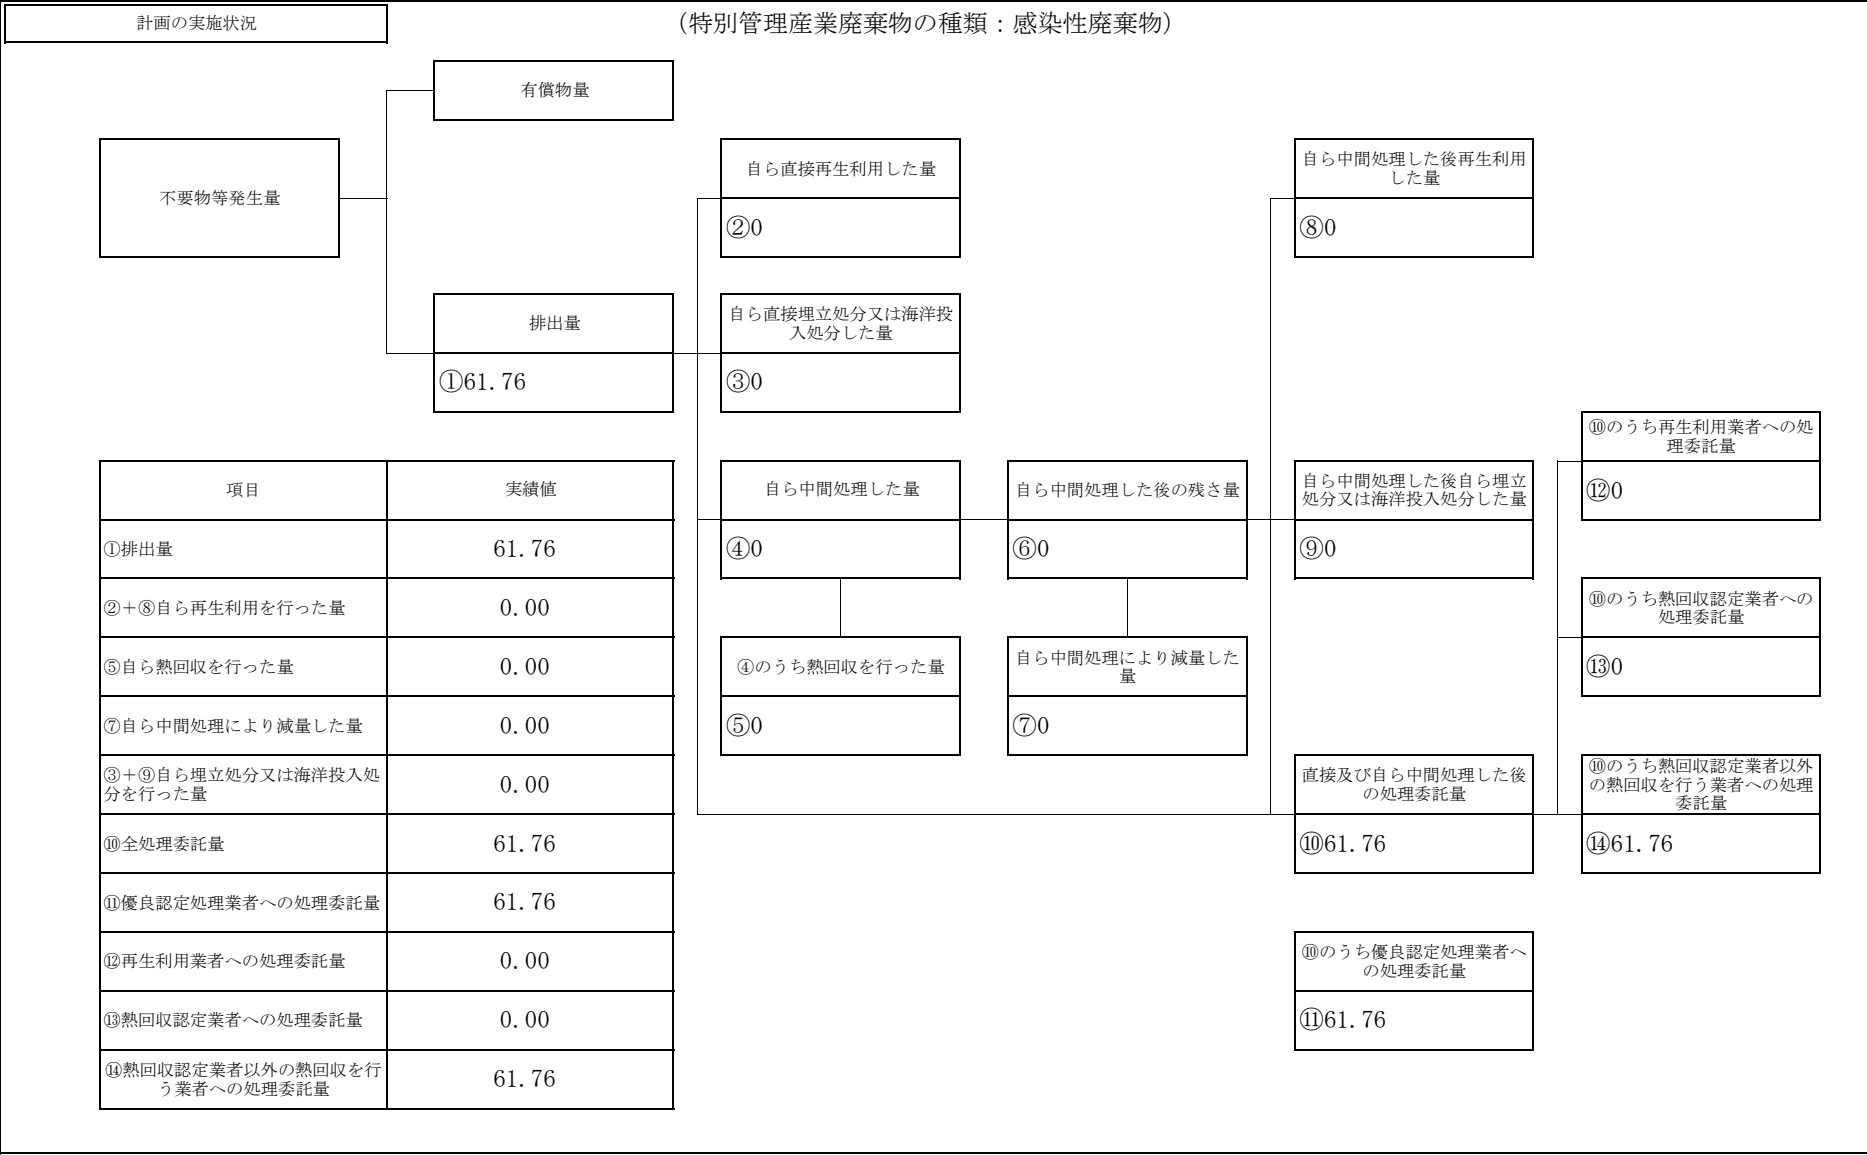 計画の実施状況
(特別管理産業廃棄物の種類：感染性廃棄物)
有償物量
不要物等発生量
排出量
①61.76
自ら直接再生利用した量
②0
自ら直接埋立処分又は海洋投
入処分した量
③0
自ら中間処理した量
④0
④のうち熱回収を行った量
⑤0
自ら中間処理した後の残さ量
⑥0
自ら中間処理により減量した
量
⑦0
自ら中間処理した後再生利用
した量
⑧0
自ら中間処理した後自ら埋立
処分又は海洋投入処分した量
⑨0
直接及び自ら中間処理した後
の処理委託量
⑩61.76
⑩のうち優良認定処理業者へ
の処理委託量
⑪61.76
⑩のうち再生利用業者への処
理委託量
⑫0
⑩のうち熱回収認定業者への
処理委託量
⑬0
⑩のうち熱回収認定業者以外
の熱回収を行う業者への処理
委託量
⑭61.76
項目 実績値
①排出量 61.76
②＋⑧自ら再生利用を行った量 0.00
⑤自ら熱回収を行った量 0.00
⑦自ら中間処理により減量した量 0.00
③＋⑨自ら埋立処分又は海洋投入処
分を行った量 0.00
⑩全処理委託量 61.76
⑪優良認定処理業者への処理委託量 61.76
⑫再生利用業者への処理委託量 0.00
⑬熱回収認定業者への処理委託量 0.00
⑭熱回収認定業者以外の熱回収を行
う業者への処理委託量 61.76